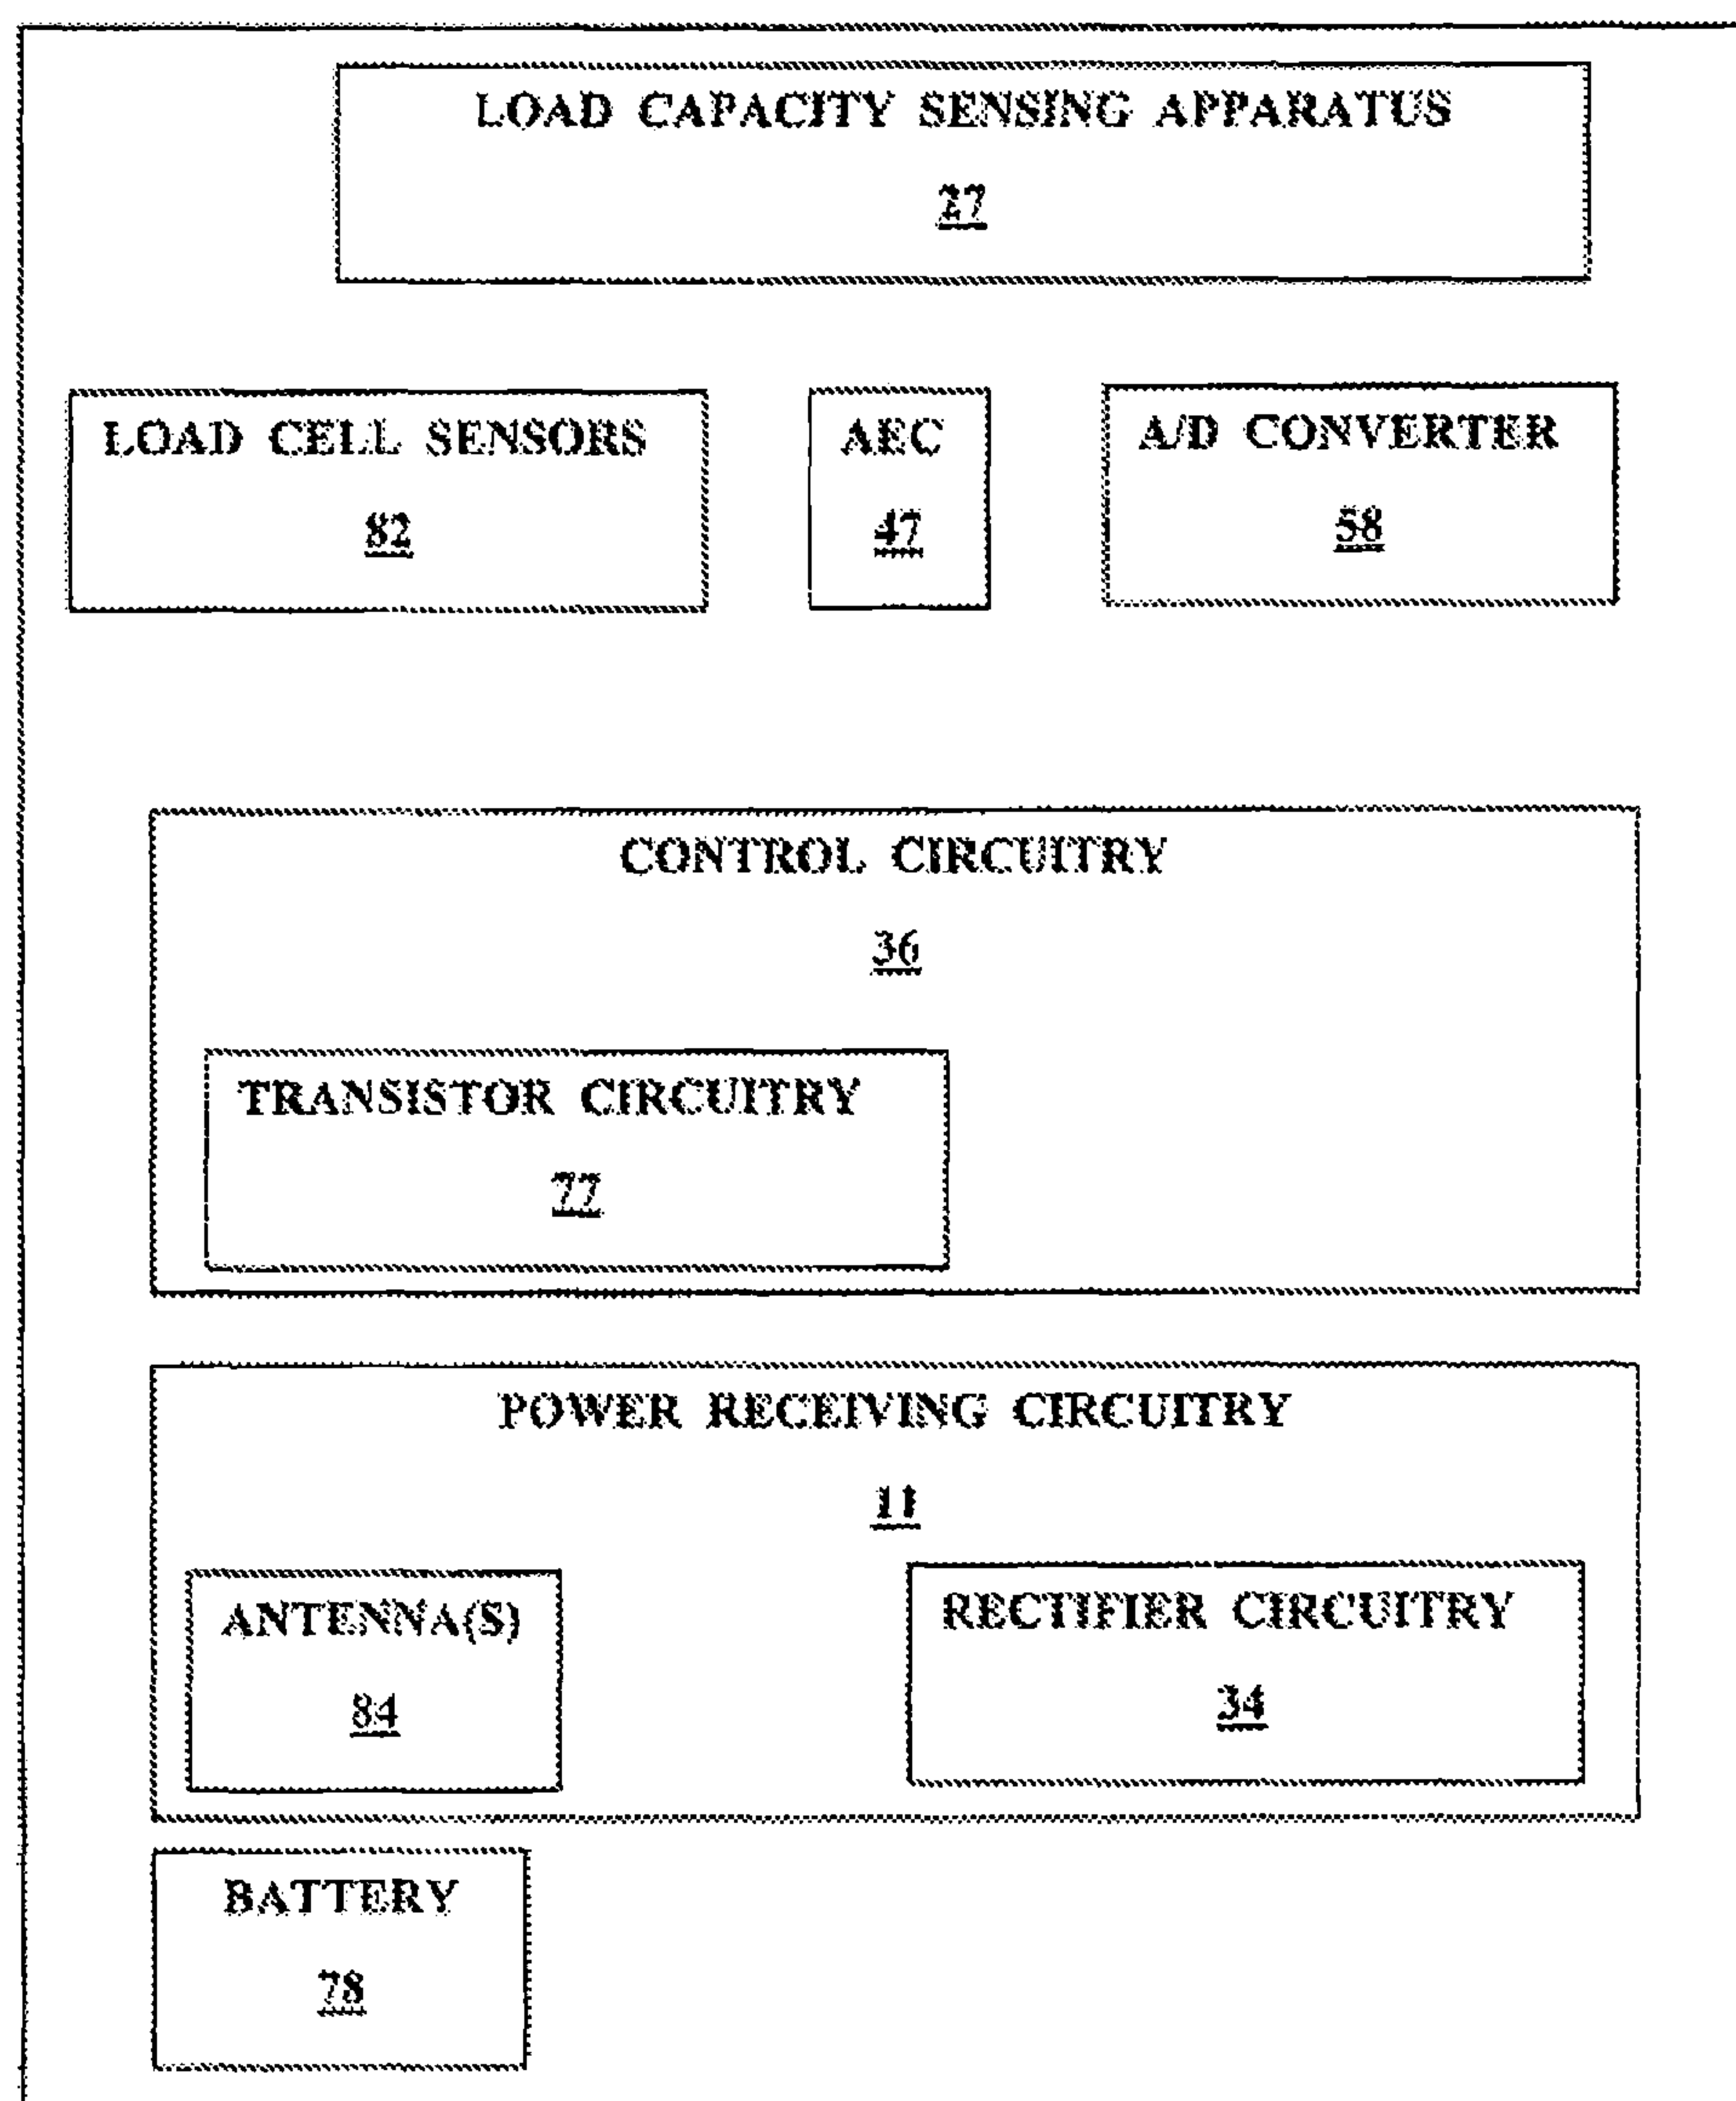 LOAD CAPACITY SENSING APPARATUS
27
LOAD CELL SENSORS
82
AEC
47
A/D CONVERTER
58
CONTROL CIRCUITRY
36
TRANSISTOR CIRCUITRY
77
POWER RECEIVING CIRCUITRY
11
ANTENNA(S)
84
RECTIFIER CIRCUITRY
34
BATTERY
78